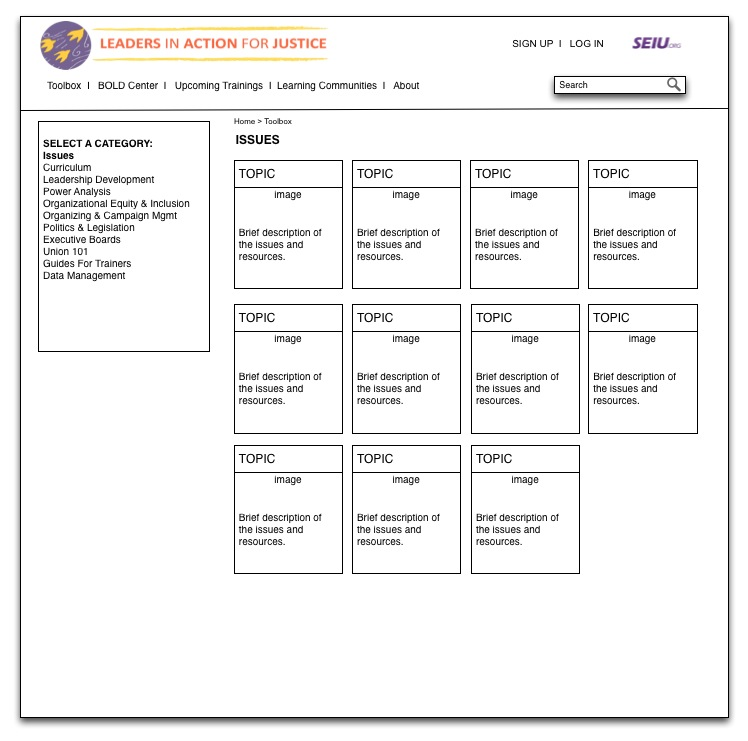 LEADERS IN ACTION FOR JUSTICE
SIGN UP I LOG IN
SEIU.ORG
Toolbox I BOLD Center I Upcoming Trainings I Learning Communities I About
Search
Home > Toolbox
ISSUES
SELECT A CATEGORY:
Issues
Curriculum
Leadership Development
Power Analysis
Organizational Equity & Inclusion
Organizing & Campaign Mgmt
Politics & Legislation
Executive Boards
Union 101
Guides For Trainers
Data Management
TOPIC
image
Brief description of
the issues and
resources.
TOPIC
image
Brief description of
the issues and
resources.
TOPIC
image
Brief description of
the issues and
resources.
TOPIC
image
Brief description of
the issues and
resources.
TOPIC
image
Brief description of
the issues and
resources.
TOPIC
image
Brief description of
the issues and
resources.
TOPIC
image
Brief description of
the issues and
resources.
TOPIC
image
Brief description of
the issues and
resources.
TOPIC
image
Brief description of
the issues and
resources.
TOPIC
image
Brief description of
the issues and
resources.
TOPIC
image
Brief description of
the issues and
resources.